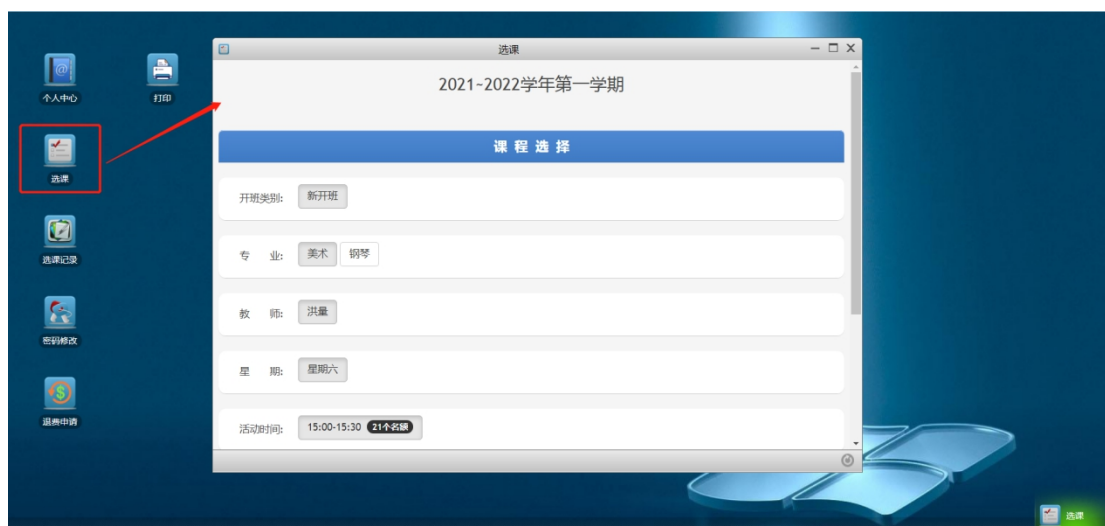 个人中心
打印
选课
选课记录
密码修改
退费申请
选课
2021~2022学年第一学期
课程选择
开班类别: 新开班
专 业: 美术 钢琴
教 师: 洪量
星 期: 星期六
活动时间: 15:00-15:30 21个名额
选课